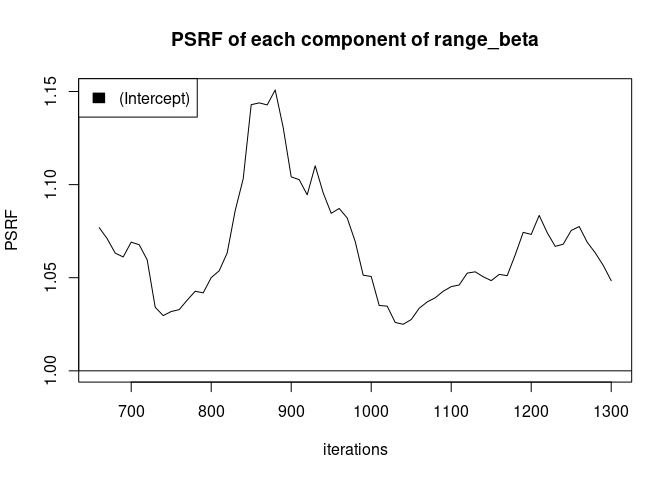 PSRF of each component of range_beta
(Intercept)
PSRF
1.15
1.10
1.05
1.00
700 800 900 1000 1100 1200 1300
iterations